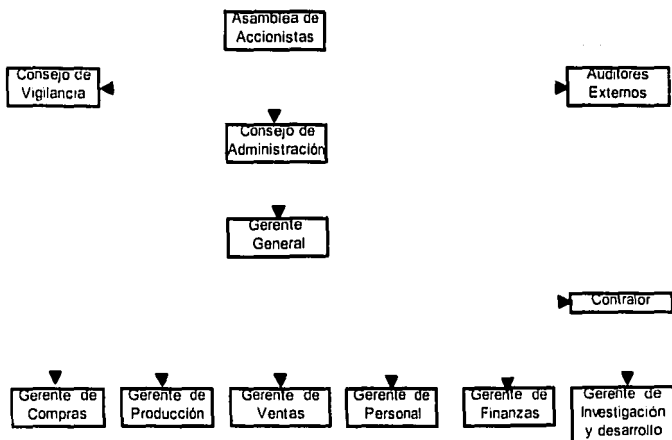 Asamblea de
Accionistas
Consejo de
Vigilancia
Auditores
Externos
Consejo de
Administración
Gerente
General
Contralor
Gerente de
Compras
Gerente de
Producción
Gerente de
Ventas
Gerente de
Personal
Gerente de
Finanzas
Gerente de
Investigación
y desarrollo